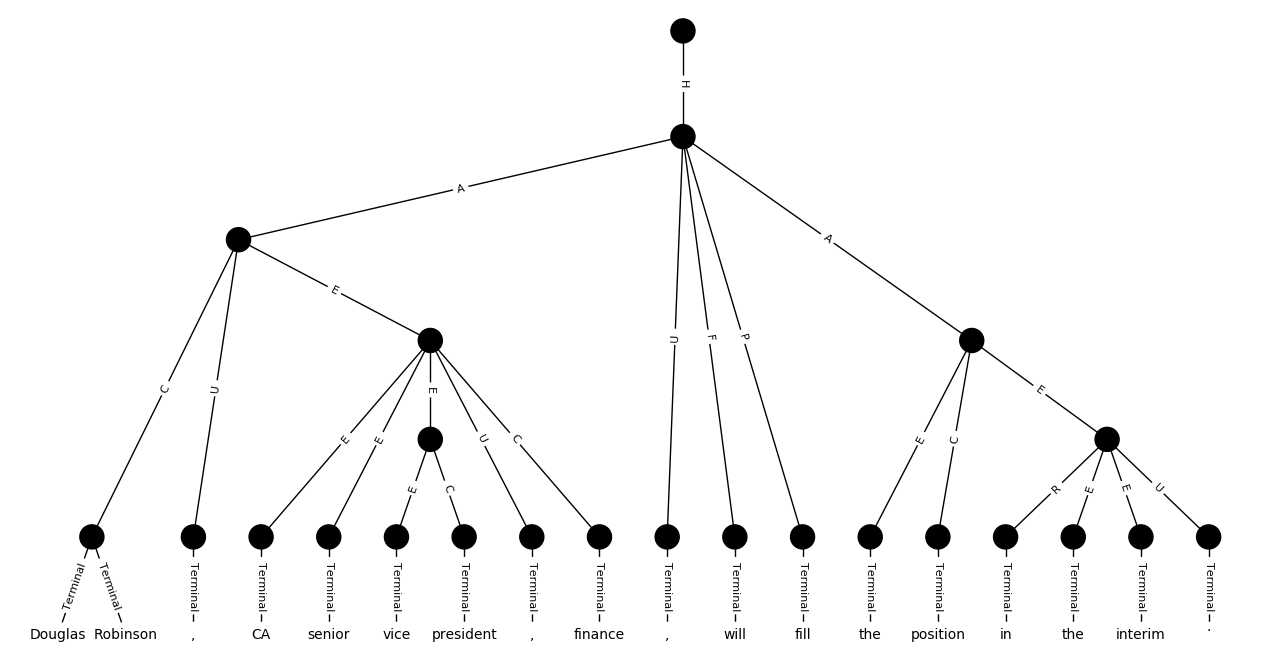 H
A A
E
U F P
C U E E E U C E C E
E C R E E U
Terminal Terminal Terminal Terminal Terminal Terminal Terminal Terminal Terminal Terminal Terminal Terminal Terminal Terminal Terminal Terminal Terminal Terminal
Douglas Robinson , CA senior vice president , finance , will fill the position in the interim .